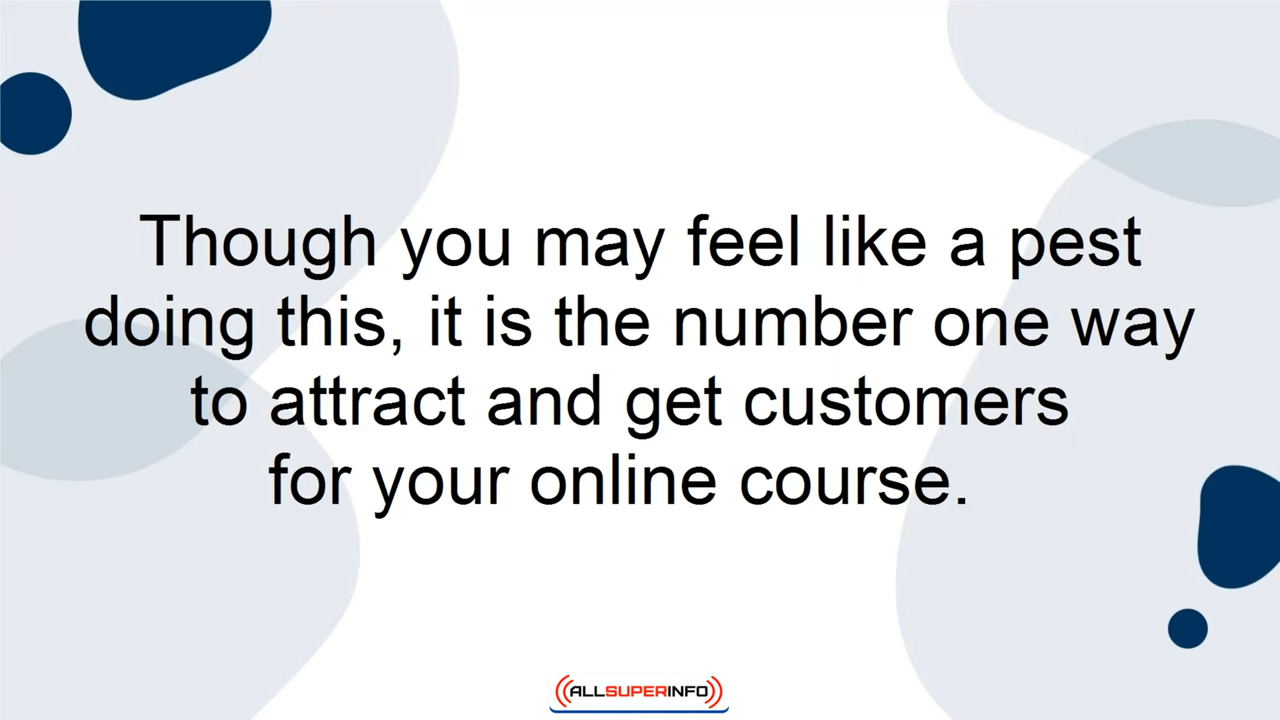 Though you may feel like a pest
doing this, it is the number one way
to attract and get customers
for your online course.
ALLSUPERINFO